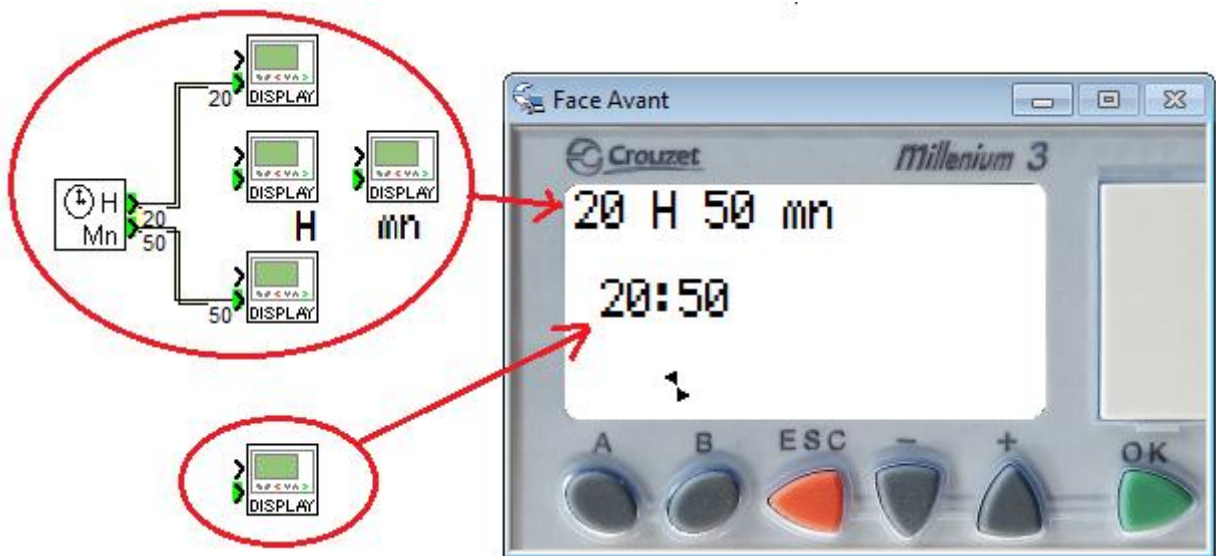 20
DISPLAY
DISPLAY
DISPLAY
H
Mn
20
50
H
mn
50
DISPLAY
DISPLAY
Face Avant
Crouzet
Millenium 3
20 H 50 mn
20:50
A
B
ESC
-
+
OK